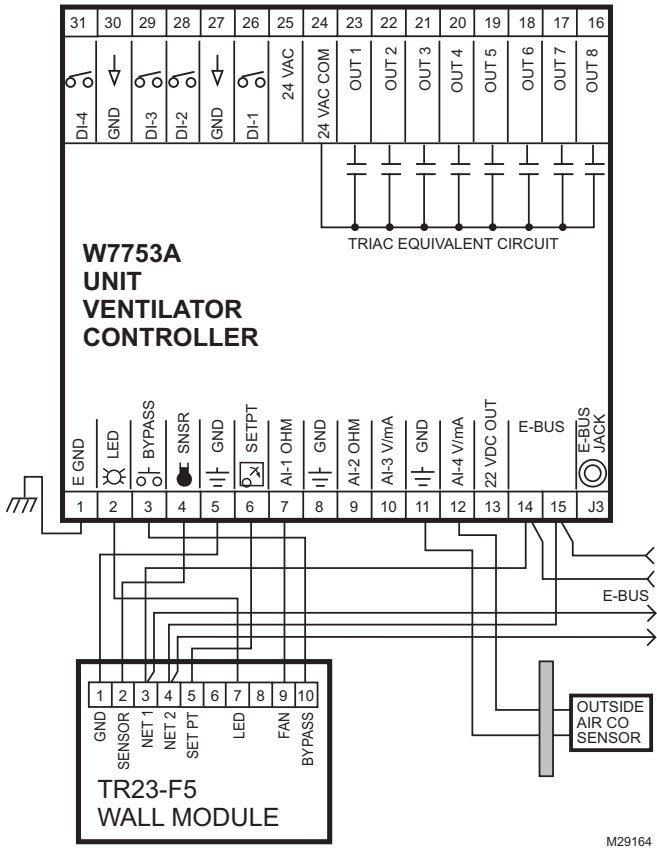 31 30 29 28 27 26 25 24 23 22 21 20 19 18 17 16
DI-4
GND
DI-3
DI-2
GND
DI-1
24 VAC
24 VAC COM
OUT 1
OUT 2
OUT 3
OUT 4
OUT 5
OUT 6
OUT 7
OUT 8
TRIAC EQUIVALENT CIRCUIT
W7753A
UNIT
VENTILATOR
CONTROLLER
E GND
LED
BYPASS
SNSR
GND
SETPT
AI-1 OHM
GND
AI-2 OHM
AI-3 V/mA
GND
AI-4 V/mA
22 VDC OUT
E-BUS
E-BUS
JACK
1 2 3 4 5 6 7 8 9 10 11 12 13 14 15 J3
E-BUS
1 2 3 4 5 6 7 8 9 10
GND
SENSOR
NET 1
NET 2
SET PT
LED
FAN
BYPASS
TR23-F5
WALL MODULE
OUTSIDE
AIR CO
SENSOR
M29164